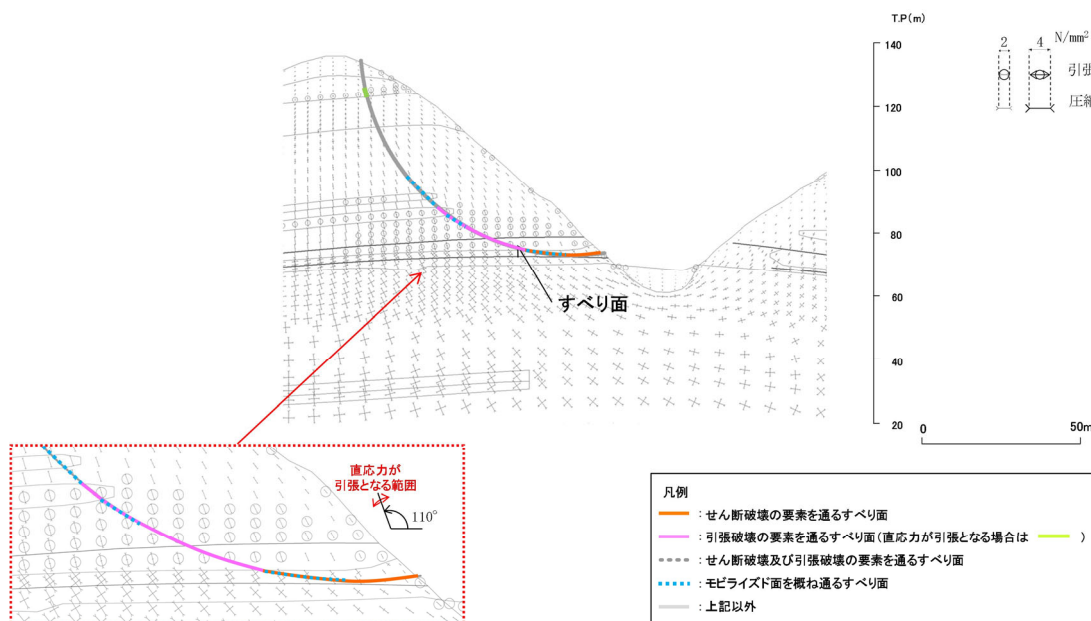 T.P(m)
140
120
100
80
60
40
20
2 4 N/mm²
引張
圧縮
すべり面
0 50m
直応力が
引張となる範囲
110°
凡例
:せん断破壊の要素を通るすべり面
:引張破壊の要素を通るすべり面(直応力が引張となる場合は )
:せん断破壊及び引張破壊の要素を通るすべり面
:モビライズド面を概ね通るすべり面
:上記以外